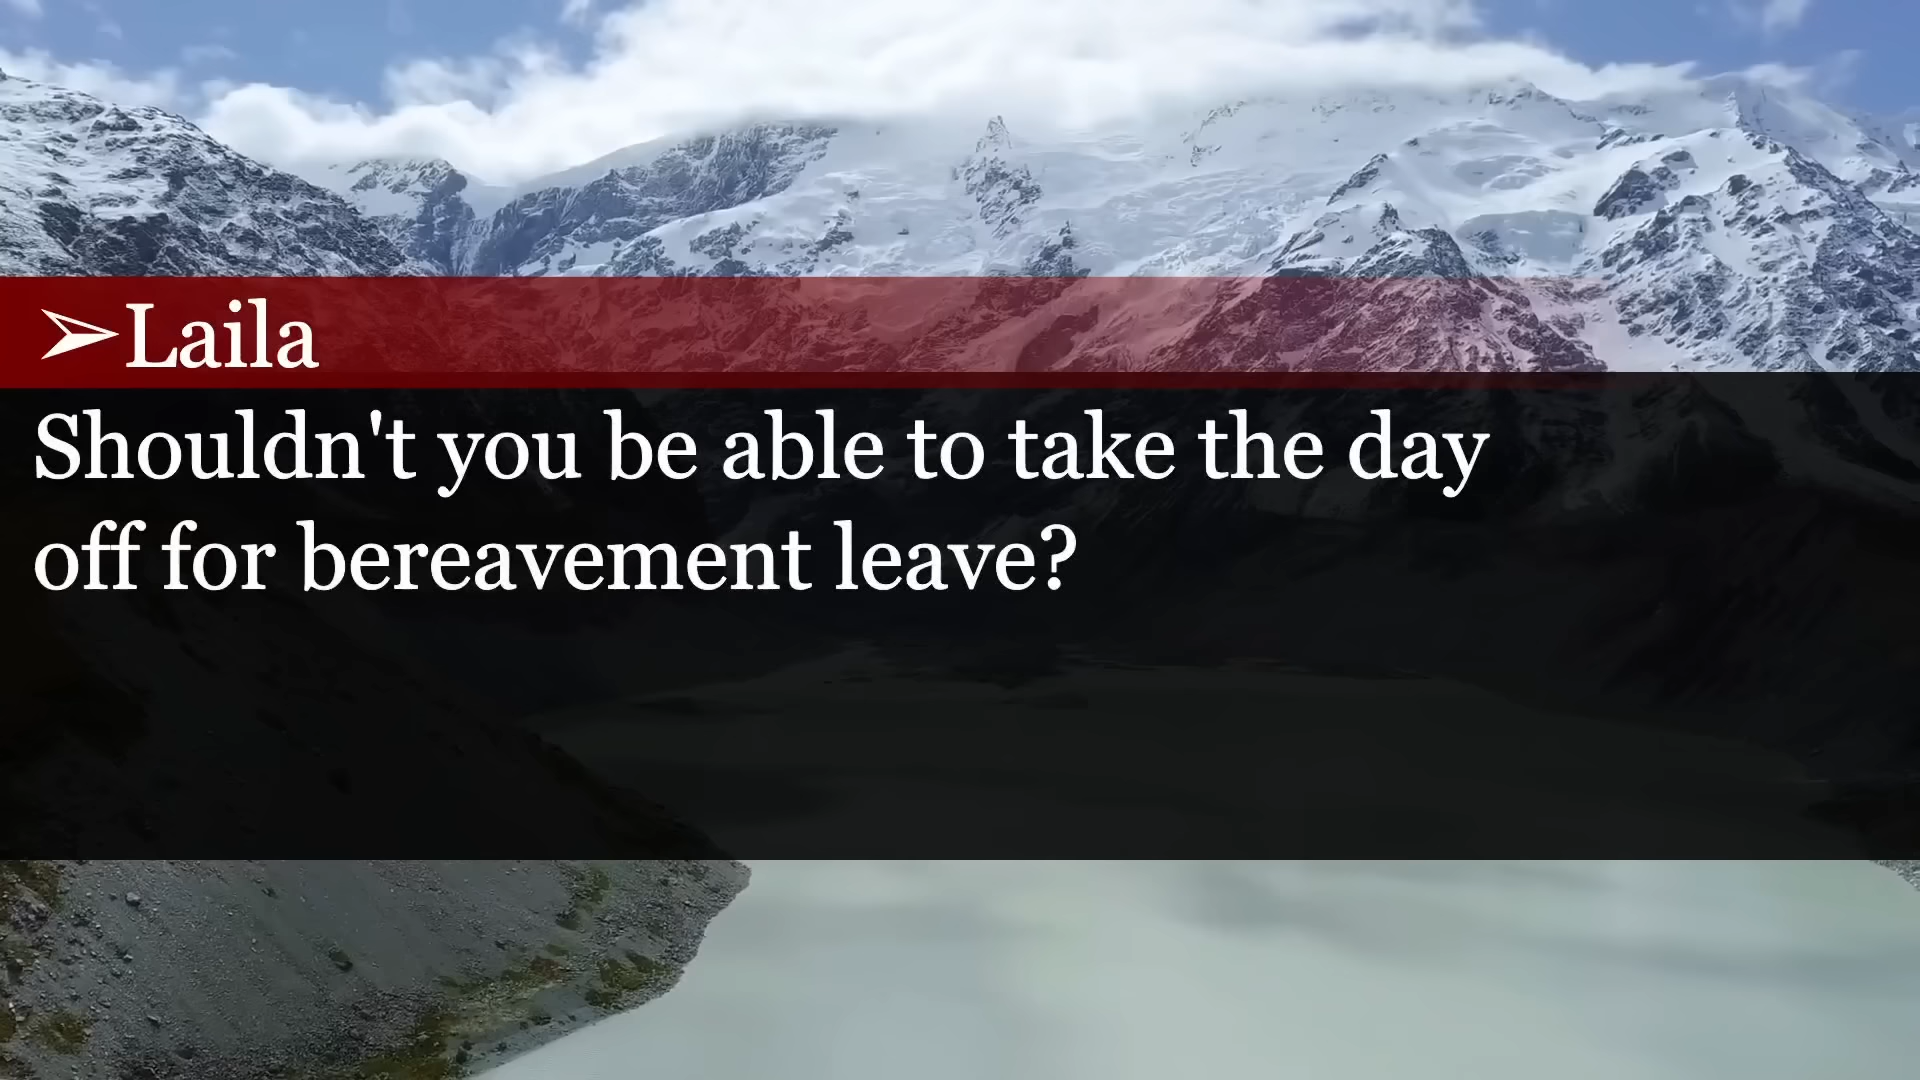 ➢Laila
Shouldn't you be able to take the day
off for bereavement leave?